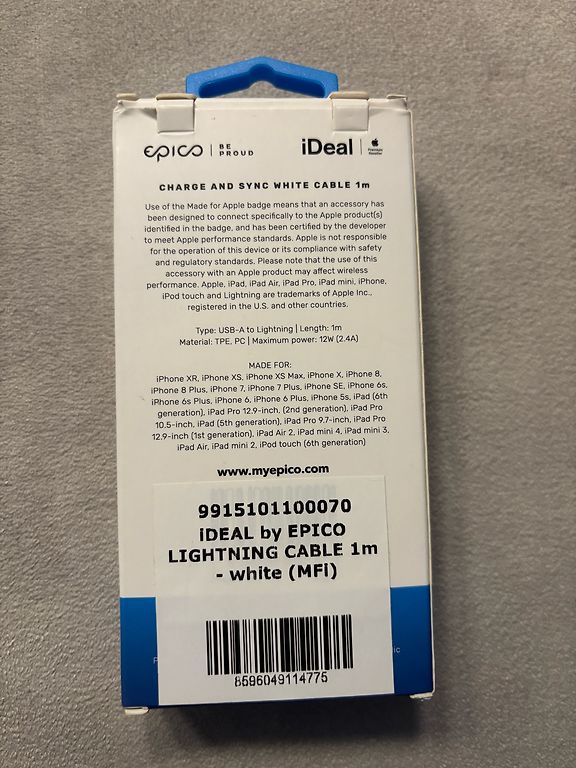 EPICO | BE PROUD
iDeal | Premium Reseller
CHARGE AND SYNC WHITE CABLE 1m
Use of the Made for Apple badge means that an accessory has
been designed to connect specifically to the Apple product(s)
identified in the badge, and has been certified by the developer
to meet Apple performance standards. Apple is not responsible
for the operation of this device or its compliance with safety
and regulatory standards. Please note that the use of this
accessory with an Apple product may affect wireless
performance. Apple, iPad, iPad Air, iPad Pro, iPad mini, iPhone,
iPod touch and Lightning are trademarks of Apple Inc.,
registered in the U.S. and other countries.
Type: USB-A to Lightning | Length: 1m
Material: TPE, PC | Maximum power: 12W (2.4A)
MADE FOR:
iPhone XR, iPhone XS, iPhone XS Max, iPhone X, iPhone 8,
iPhone 8 Plus, iPhone 7, iPhone 7 Plus, iPhone SE, iPhone 6s,
iPhone 6s Plus, iPhone 6, iPhone 6 Plus, iPhone 5s, iPad (6th
generation), iPad Pro 12.9-inch, (2nd generation), iPad Pro
10.5-inch, iPad (5th generation), iPad Pro 9.7-inch, iPad Pro
12.9-inch (1st generation), iPad Air 2, iPad mini 4, iPad mini 3,
iPad Air, iPad mini 2, iPod touch (6th generation)
www.myepico.com
9915101100070
iDEAL by EPICO
LIGHTNING CABLE 1m
- white (MFi)
8596049114775